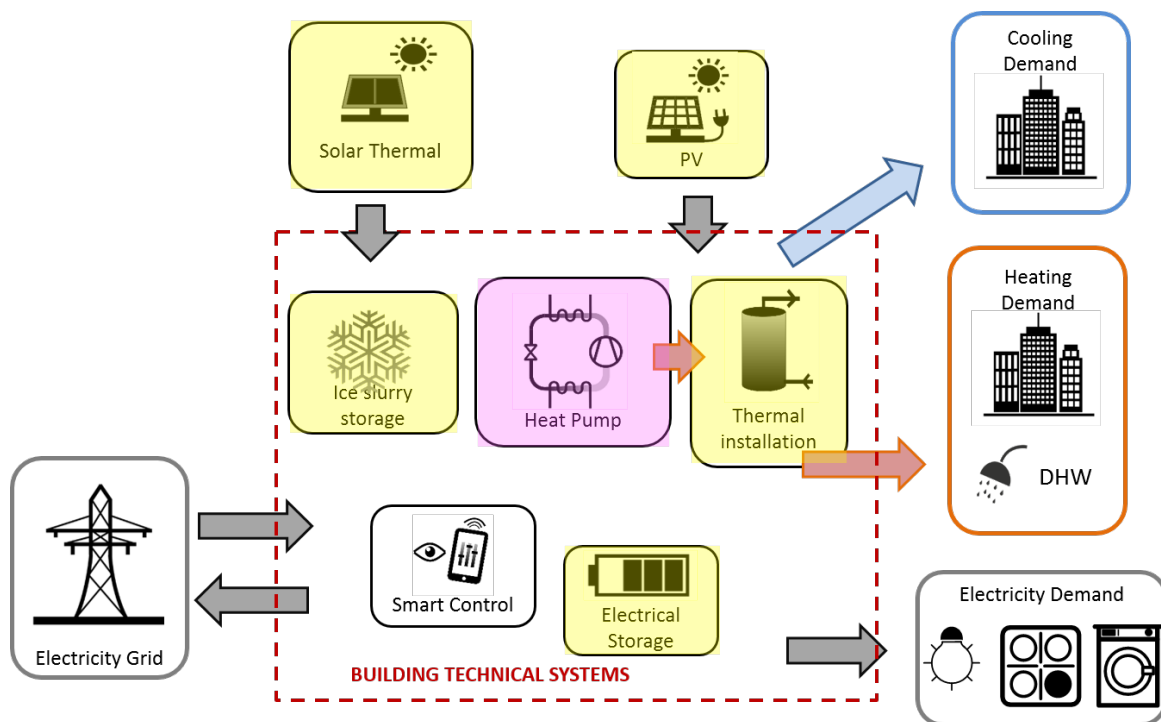 Solar Thermal
PV
Cooling
Demand
Heating
Demand
DHW
Ice slurry
storage
Heat Pump
Thermal
installation
Electricity Grid
Smart Control
Electrical
Storage
BUILDING TECHNICAL SYSTEMS
Electricity Demand